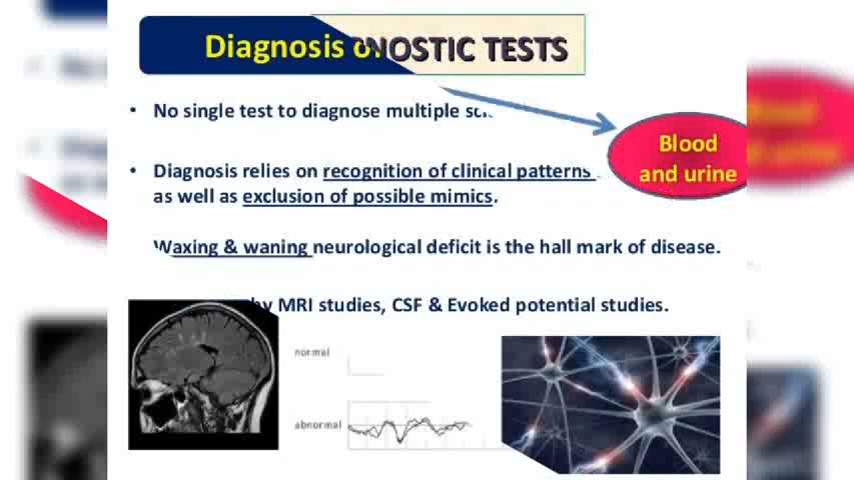 Diagnosis o
NOSTIC TESTS
No single test to diagnose multiple
Blood
and urine
Diagnosis relies on recognition of clinical patterns
as well as exclusion of possible mimics.
Waxing & waning neurological deficit is the hall mark of disease.
by MRI studies, CSF & Evoked potential studies.
normal
abnormal